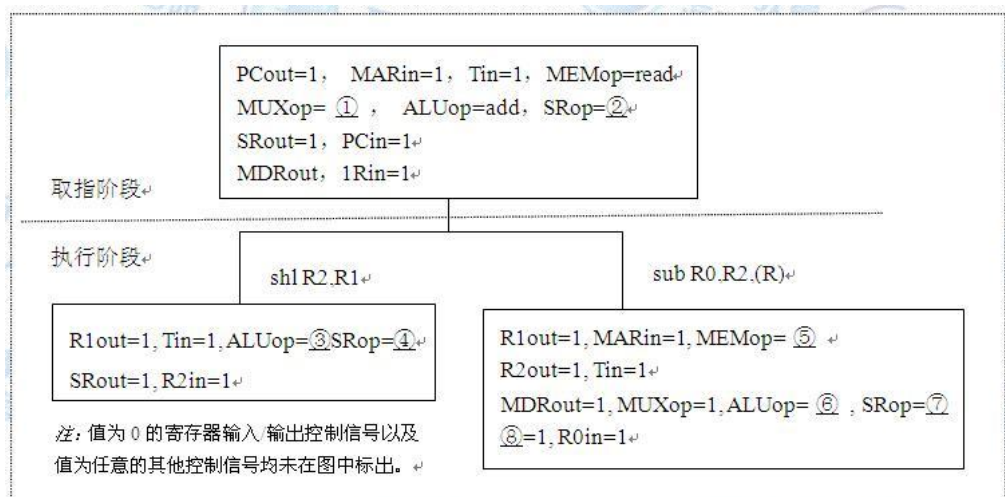 PCout=1， MARin=1，Tin=1，MEMop=read
MUXop= ① ， ALUop=add，SRop=②
SRout=1，PCin=1
MDRout，1Rin=1
取指阶段
执行阶段
shl R2,R1
sub R0,R2,(R)
R1out=1, Tin=1, ALUop=③SRop=④
SRout=1, R2in=1
R1out=1, MARin=1, MEMop= ⑤
R2out=1, Tin=1
MDRout=1, MUXop=1, ALUop= ⑥ , SRop=⑦
⑧=1, R0in=1
注：值为 0 的寄存器输入/输出控制信号以及
值为任意的其他控制信号均未在图中标出。